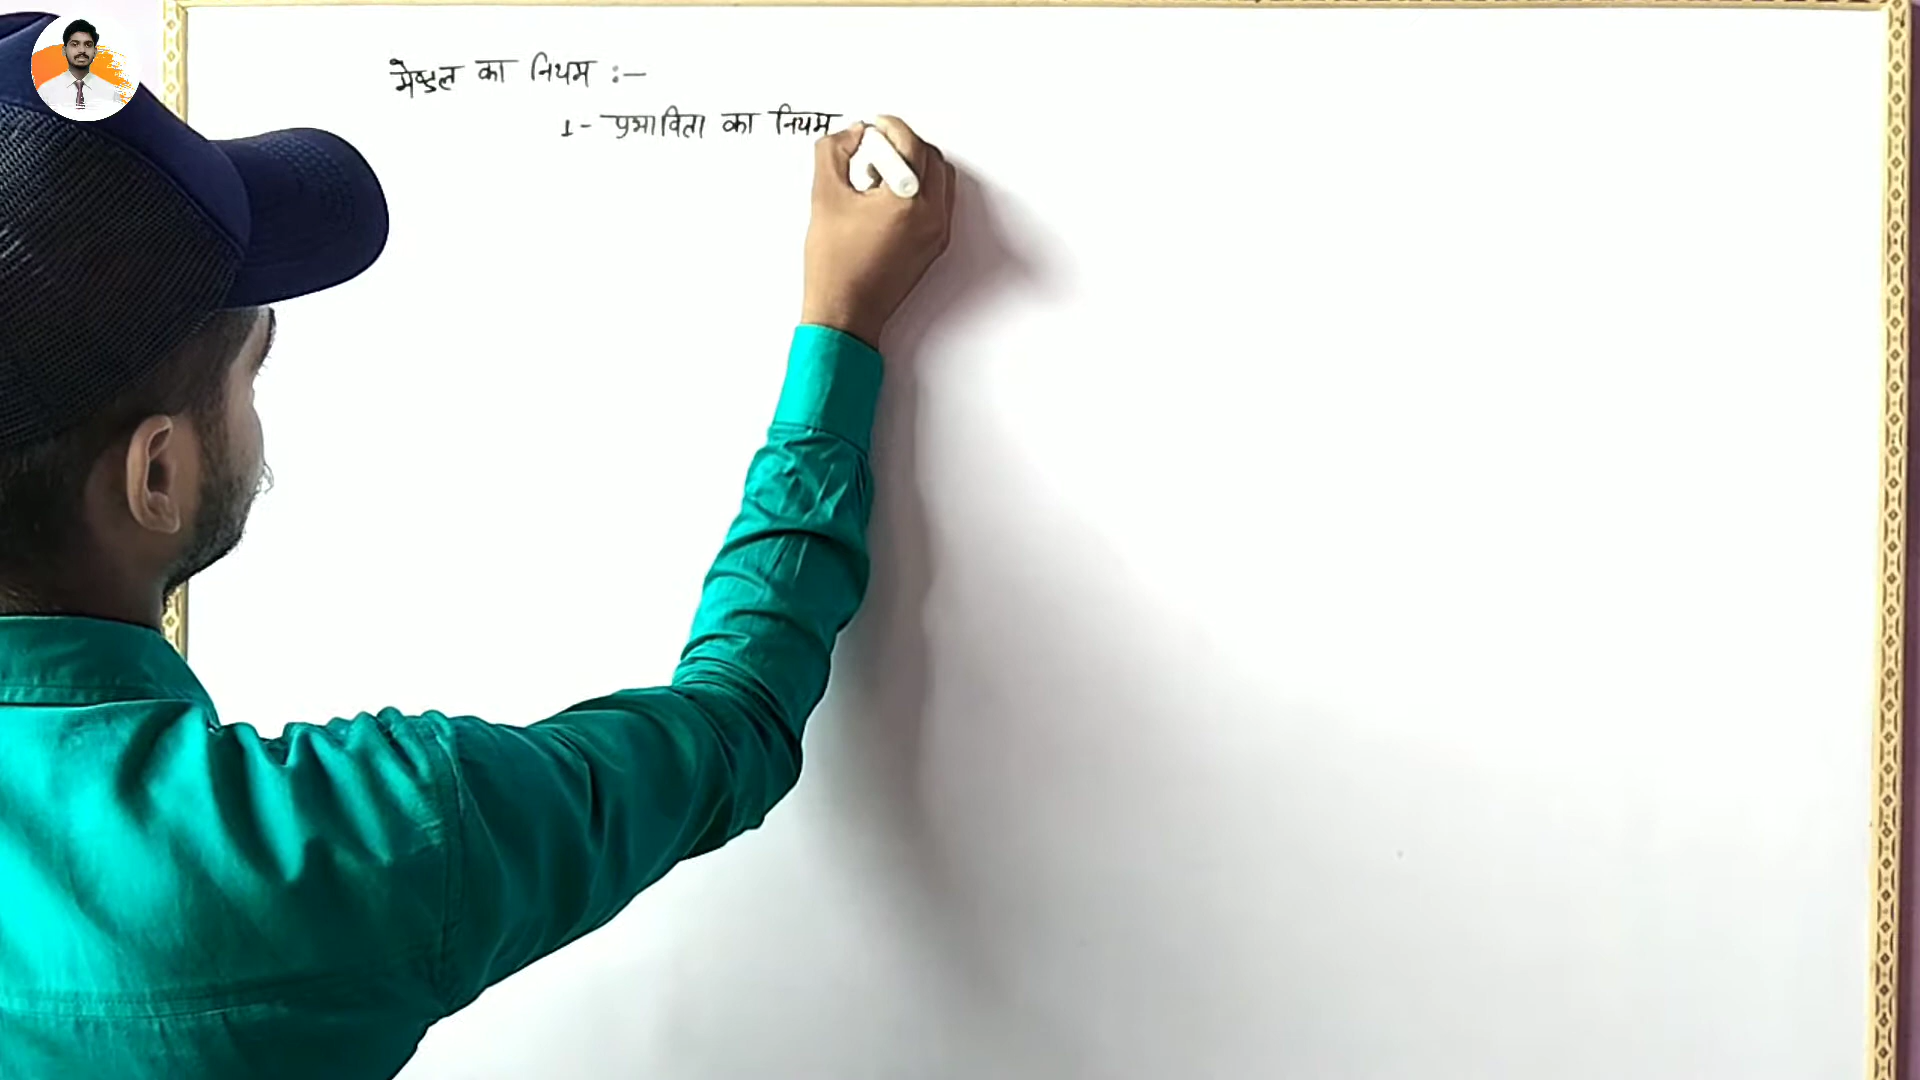 मेण्डल का नियम :—
1- प्रभाविता का नियम